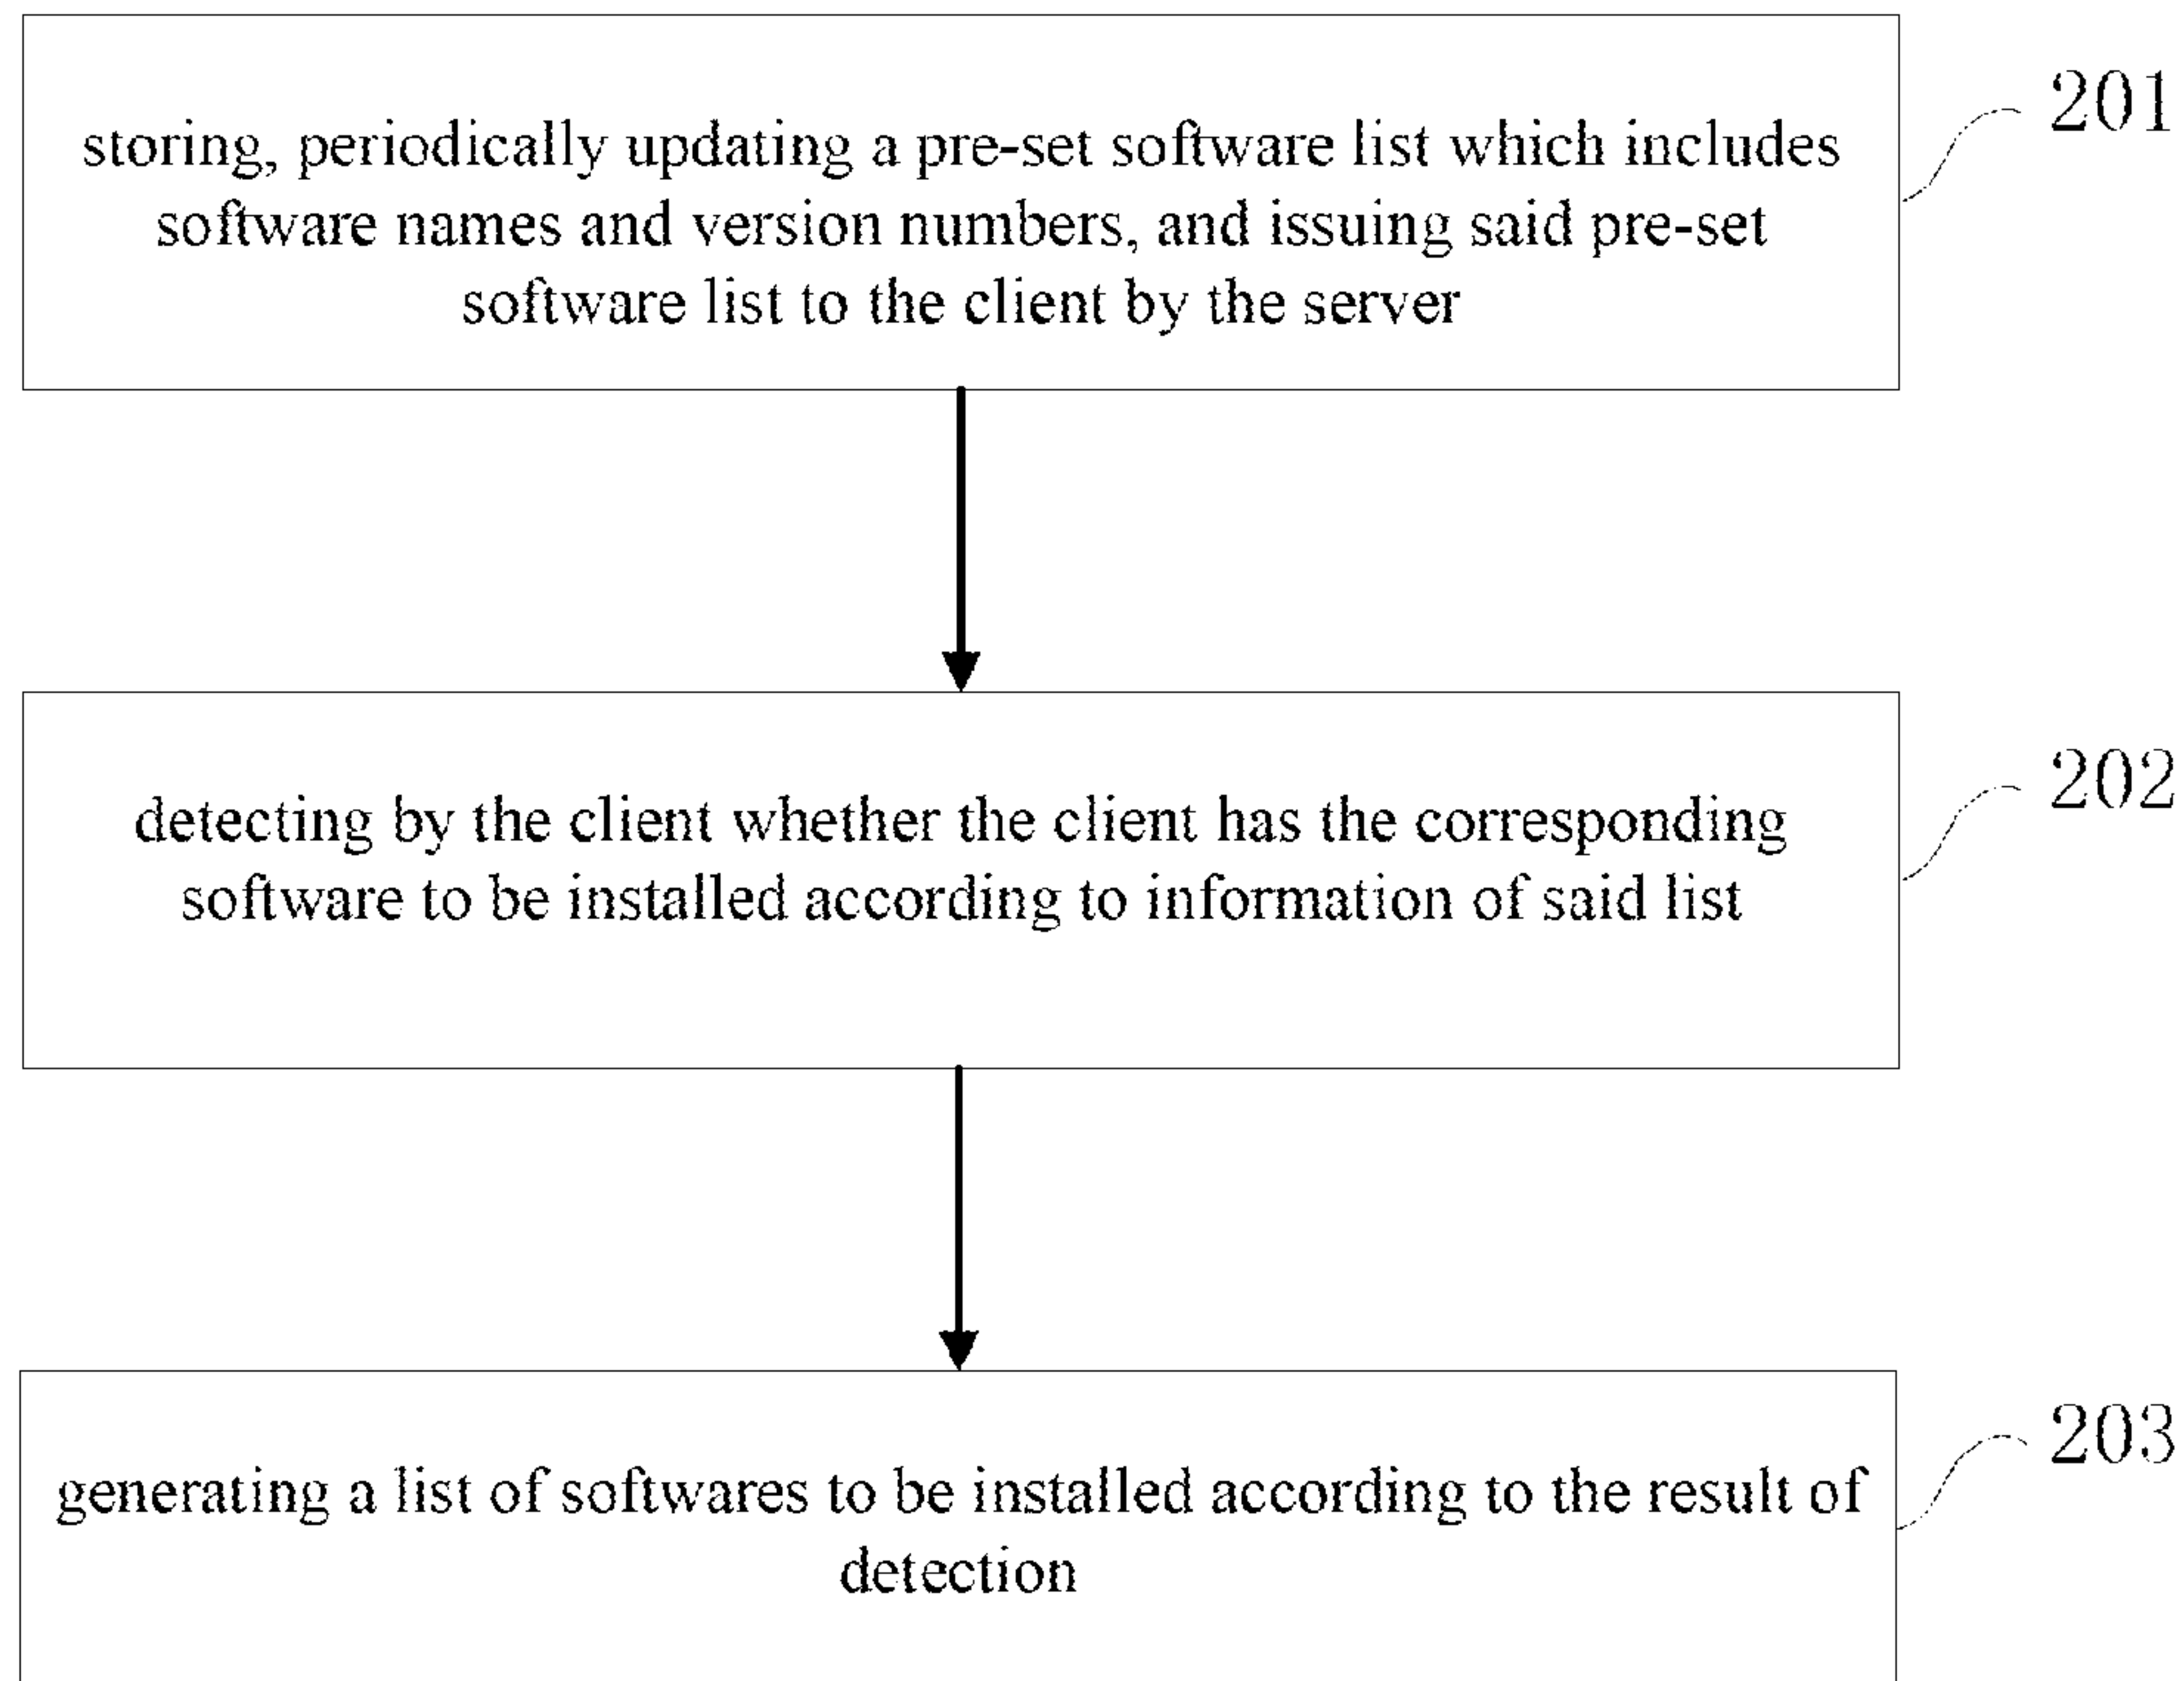 storing, periodically updating a pre-set software list which includes
software names and version numbers, and issuing said pre-set
software list to the client by the server
201
detecting by the client whether the client has the corresponding
software to be installed according to information of said list
202
generating a list of softwares to be installed according to the result of
detection
203